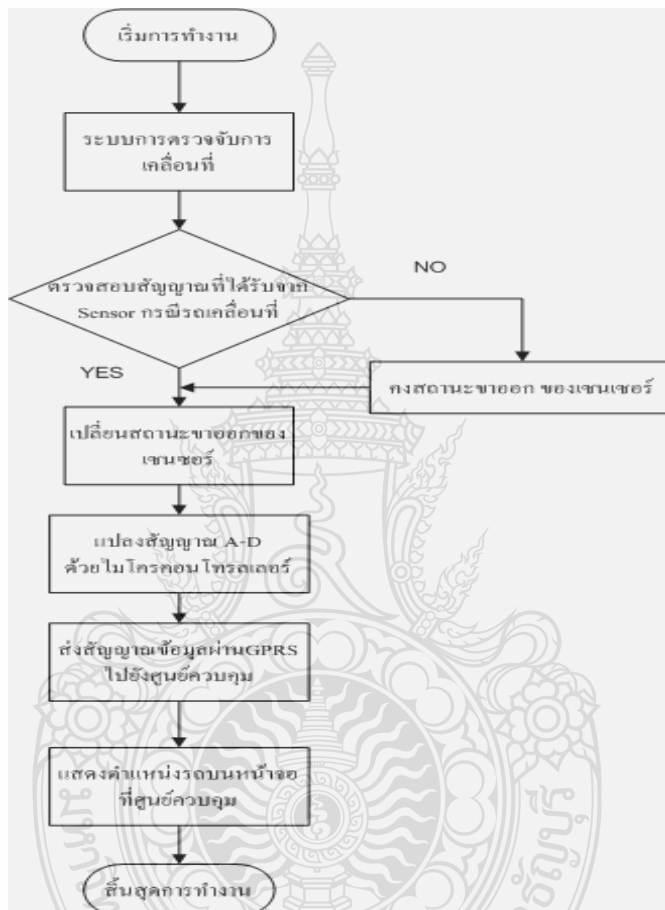 เริ่มการทำงาน
ระบบการตรวจจับการ
เคลื่อนที่
ตรวจสอบสัญญาณที่ได้รับจาก
Sensor กรณีรถเคลื่อนที่
NO
YES
คงสถานะขาออก ของเซนเซอร์
เปลี่ยนสถานะขาออกของ
เซนซอร์
แปลงสัญญาณ A-D
ด้วยไมโครคอนโทรลเลอร์
ส่งสัญญาณข้อมูลผ่านGPRS
ไปยังศูนย์ควบคุม
แสดงตำแหน่งรถบนหน้าจอ
ที่ศูนย์ควบคุม
สิ้นสุดการทำงาน